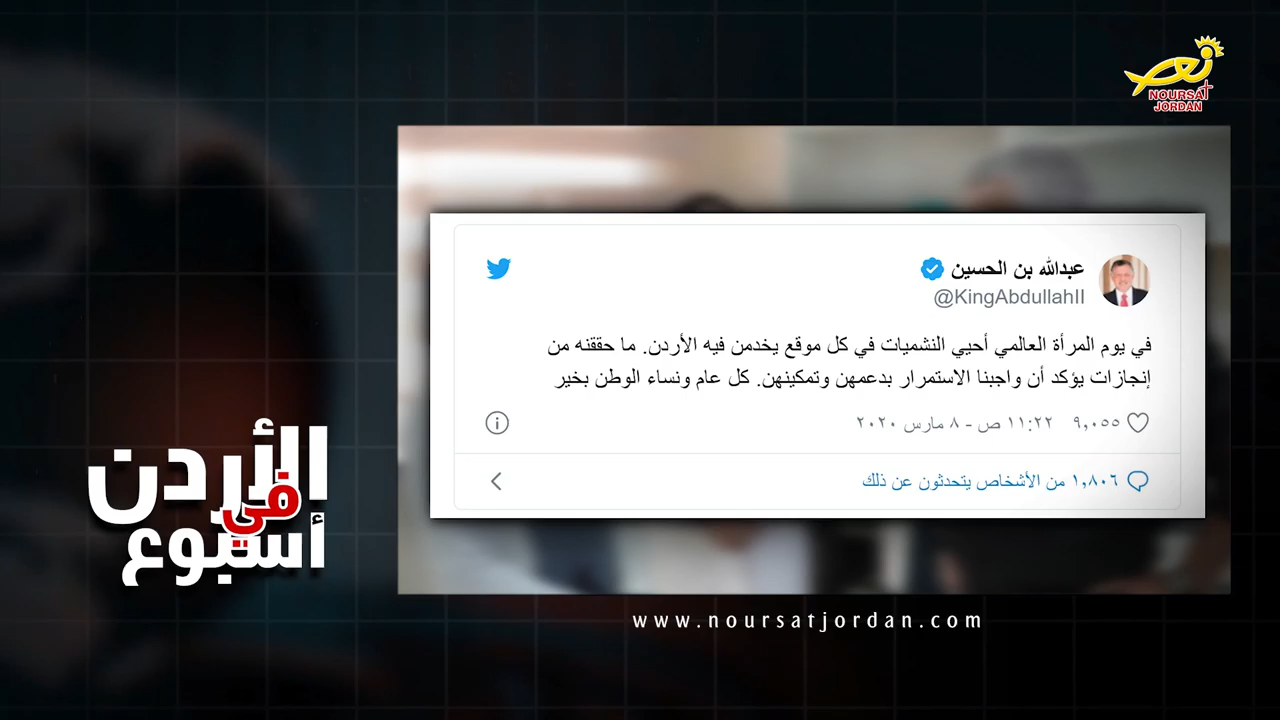 نورسات
NOURSAT
JORDAN
عبدالله بن الحسين
@KingAbdullahII
في يوم المرأة العالمي أحيي النشميات في كل موقع يخدمن فيه الأردن. ما حققنه من
إنجازات يؤكد أن واجبنا الاستمرار بدعمهن وتمكينهن. كل عام ونساء الوطن بخير
٩,٠٥٥ ١١:٢٢ ص - ٨ مارس ٢٠٢٠
١,٨٠٦ من الأشخاص يتحدثون عن ذلك
الأردن
في
أسبوع
www.noursatjordan.com